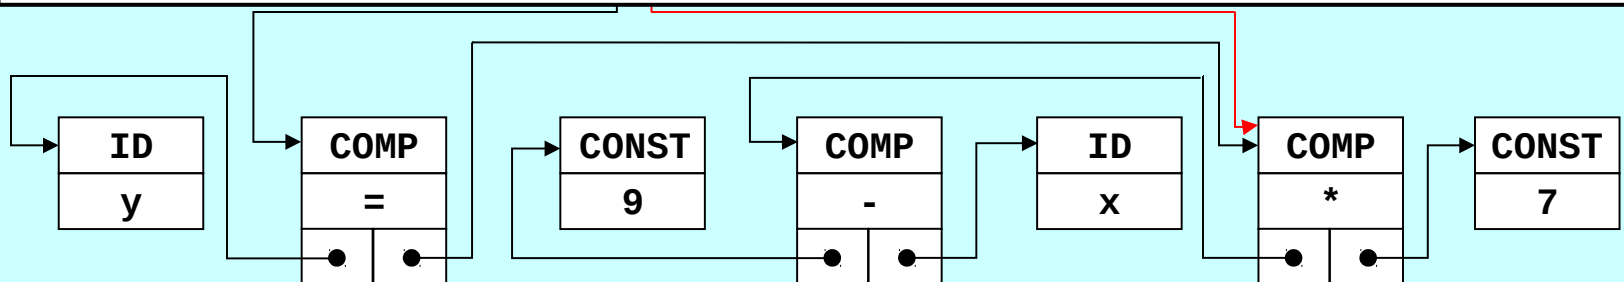 ID COMP CONST COMP ID COMP CONST
y = 9 - x * 7